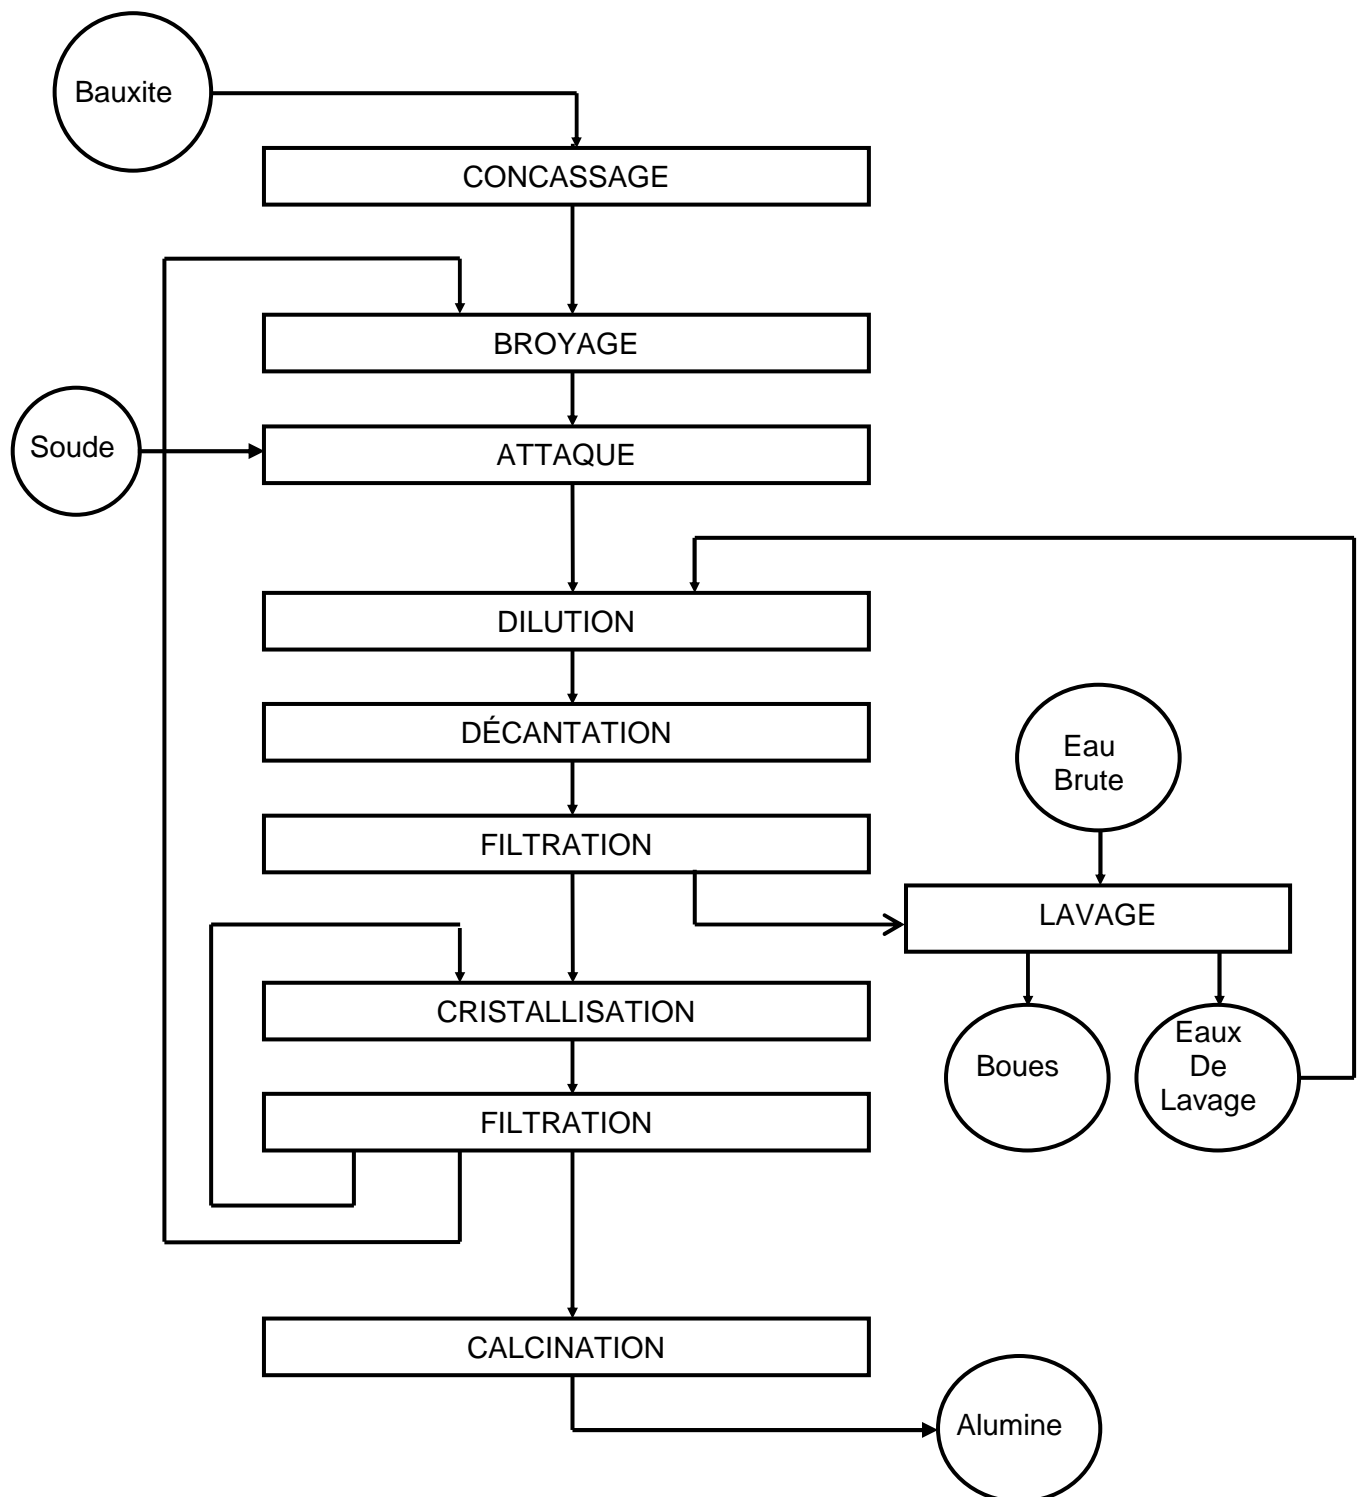 Bauxite
CONCASSAGE
BROYAGE
Soude
ATTAQUE
DILUTION
DÉCANTATION
Eau
Brute
FILTRATION
LAVAGE
CRISTALLISATION
Boues
Eaux
De
Lavage
FILTRATION
CALCINATION
Alumine